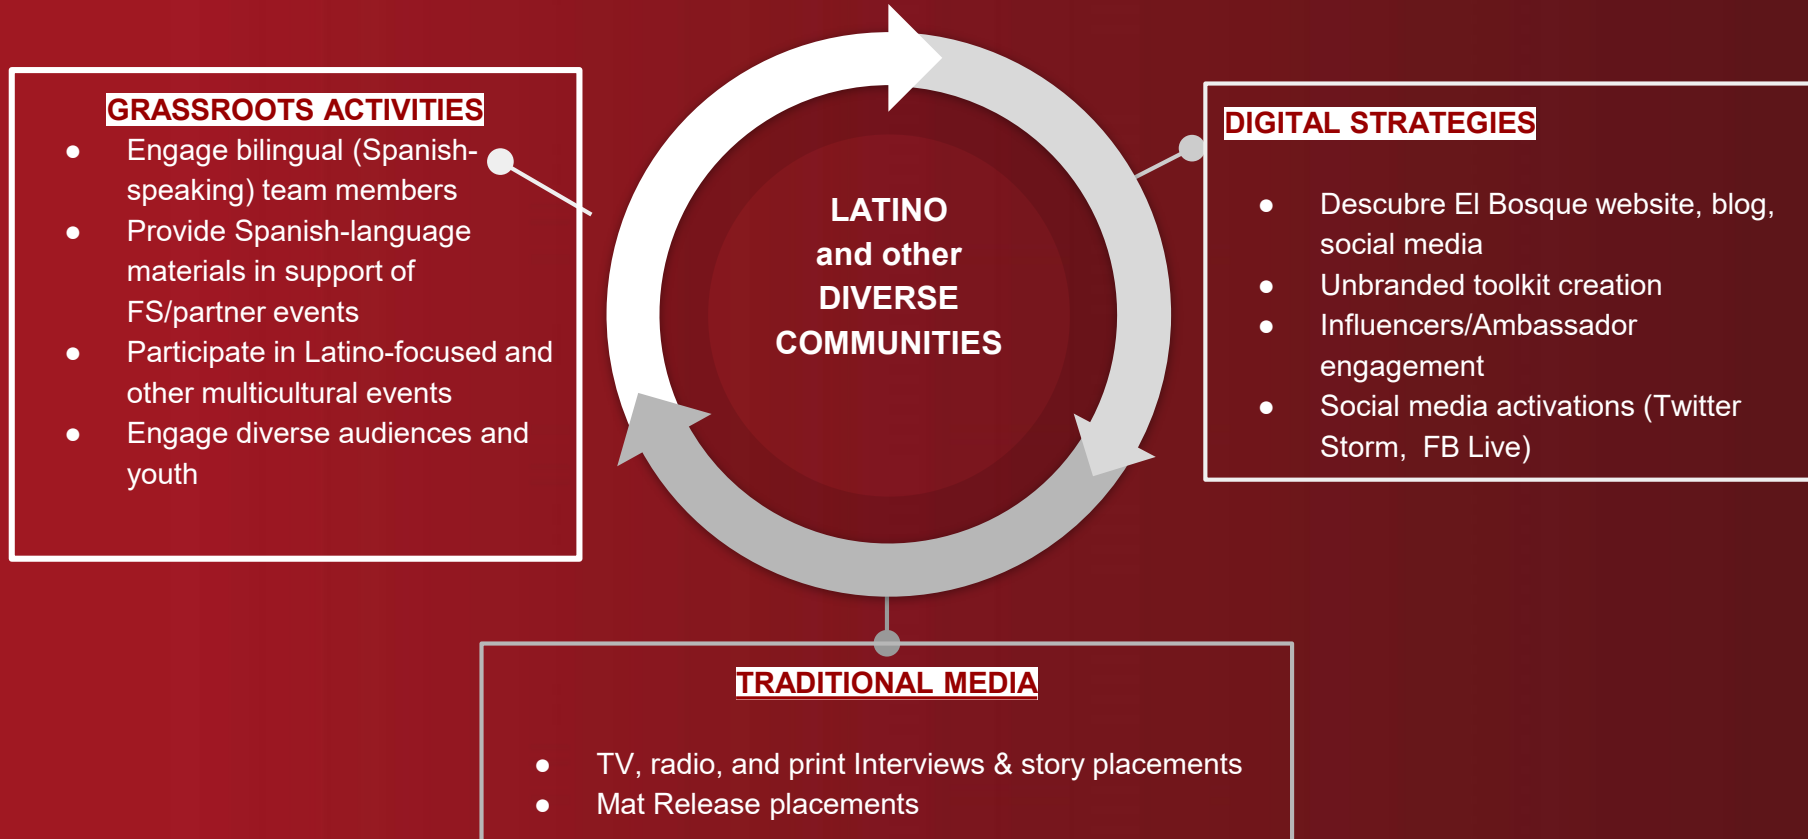 GRASSROOTS ACTIVITIES
● Engage bilingual (Spanish-
speaking) team members
● Provide Spanish-language
materials in support of
FS/partner events
● Participate in Latino-focused and
other multicultural events
● Engage diverse audiences and
youth
LATINO
and other
DIVERSE
COMMUNITIES
DIGITAL STRATEGIES
● Descubre El Bosque website, blog,
social media
● Unbranded toolkit creation
● Influencers/Ambassador
engagement
● Social media activations (Twitter
Storm, FB Live)
TRADITIONAL MEDIA
● TV, radio, and print Interviews & story placements
● Mat Release placements